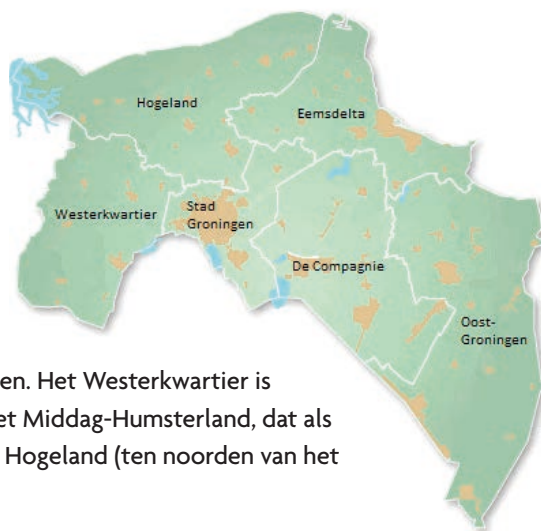 Hogeland
Eemsdelta
Westerkwartier
Stad
Groningen
De Compagnie
Oost-
Groningen
en. Het Westerkwartier is
et Middag-Humsterland, dat als
Hogeland (ten noorden van het